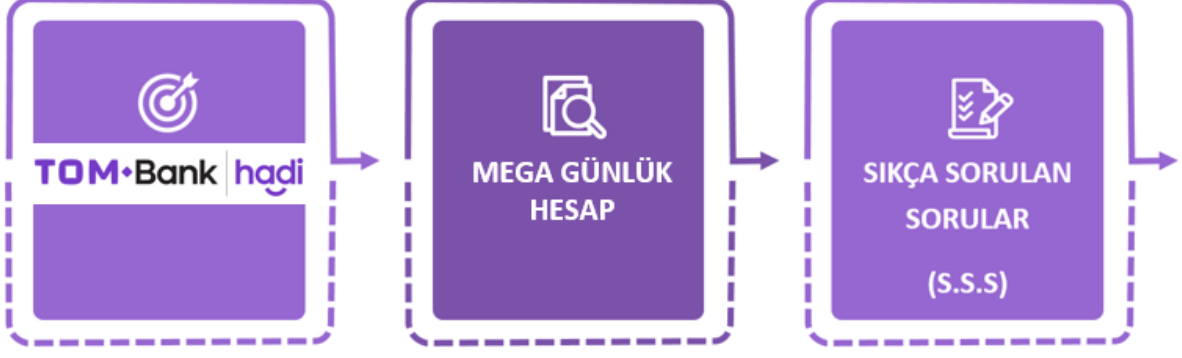 TOM Bank hadi
MEGA GÜNLÜK
HESAP
SIKÇA SORULAN
SORULAR
(S.S.S)